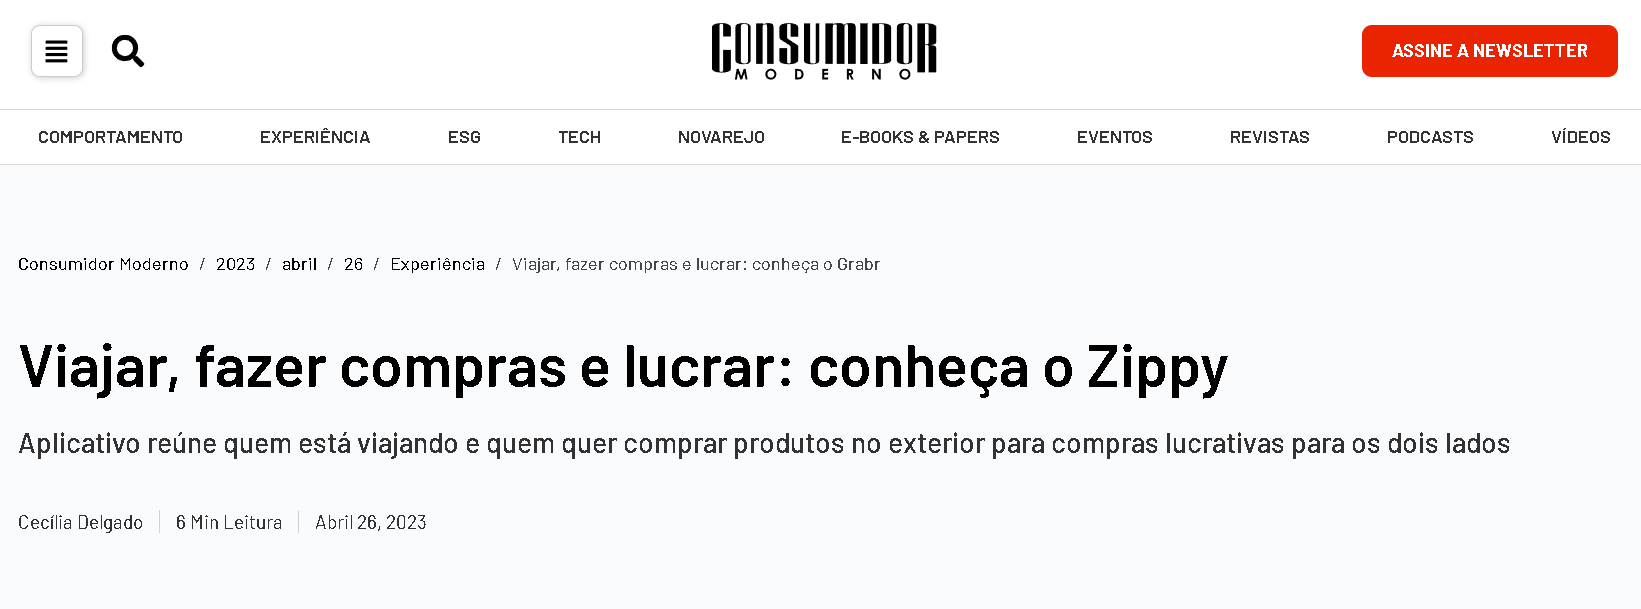 CONSUMIDOR
MODERNO
ASSINE A NEWSLETTER
COMPORTAMENTO EXPERIÊNCIA ESG TECH NOVAREJO E-BOOKS & PAPERS EVENTOS REVISTAS PODCASTS VÍDEOS
Consumidor Moderno / 2023 / abril / 26 / Experiência / Viajar, fazer compras e lucrar: conheça o Grabr
Viajar, fazer compras e lucrar: conheça o Zippy
Aplicativo reúne quem está viajando e quem quer comprar produtos no exterior para compras lucrativas para os dois lados
Cecília Delgado 6 Min Leitura Abril 26, 2023